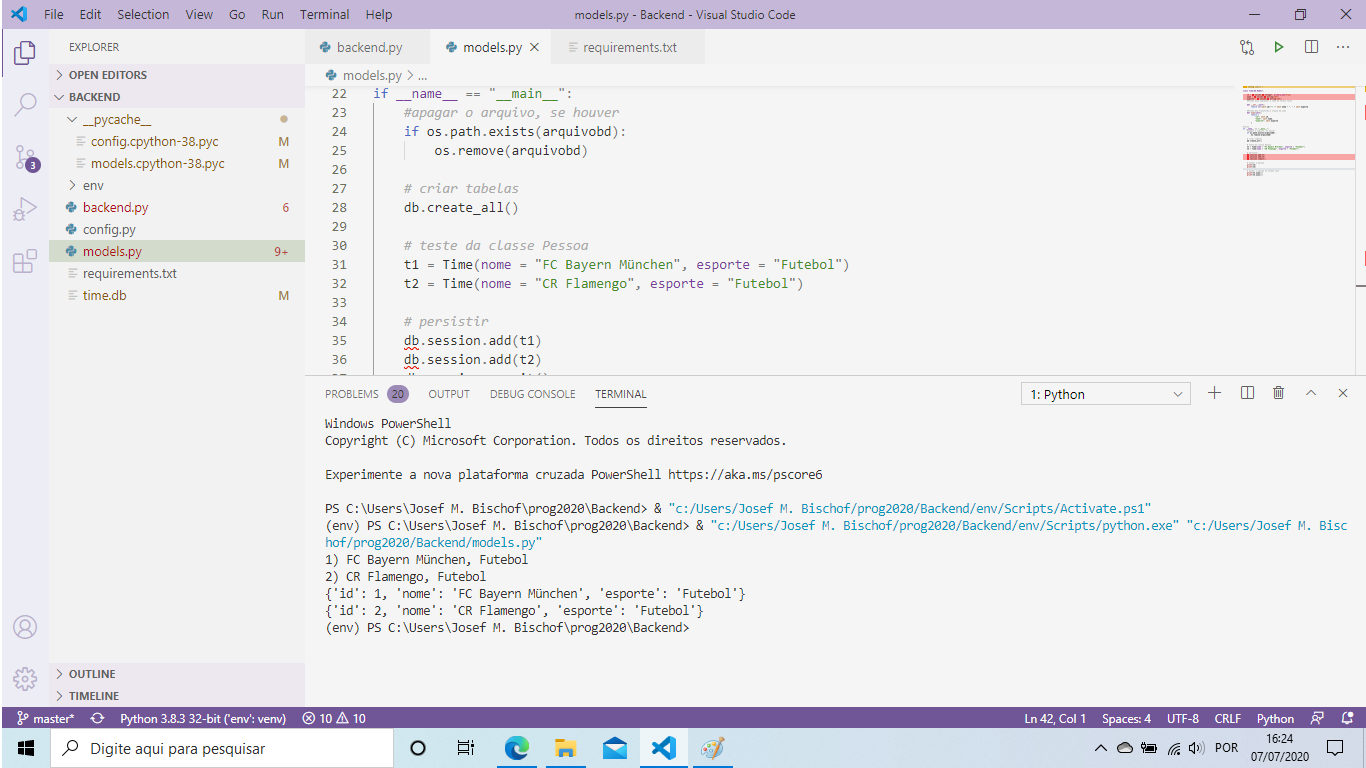 File Edit Selection View Go Run Terminal Help models.py - Backend - Visual Studio Code
EXPLORER
OPEN EDITORS
BACKEND
__pycache__
config.cpython-38.pyc M
models.cpython-38.pyc M
env
backend.py 6
config.py
models.py 9+
requirements.txt
time.db M
OUTLINE
TIMELINE
3
backend.py models.py requirements.txt
models.py > ...
22 if __name__ == "__main__":
23 #apagar o arquivo, se houver
24 if os.path.exists(arquivobd):
25 os.remove(arquivobd)
26
27 # criar tabelas
28 db.create_all()
29
30 # teste da classe Pessoa
31 t1 = Time(nome = "FC Bayern München", esporte = "Futebol")
32 t2 = Time(nome = "CR Flamengo", esporte = "Futebol")
33
34 # persistir
35 db.session.add(t1)
36 db.session.add(t2)
PROBLEMS 20 OUTPUT DEBUG CONSOLE TERMINAL 1: Python
Windows PowerShell
Copyright (C) Microsoft Corporation. Todos os direitos reservados.
Experimente a nova plataforma cruzada PowerShell https://aka.ms/pscore6
PS C:\Users\Josef M. Bischof\prog2020\Backend> & "c:/Users/Josef M. Bischof/prog2020/Backend/env/Scripts/Activate.ps1"
(env) PS C:\Users\Josef M. Bischof\prog2020\Backend> & "c:/Users/Josef M. Bischof/prog2020/Backend/env/Scripts/python.exe" "c:/Users/Josef M. Bisc
hof/prog2020/Backend/models.py"
1) FC Bayern München, Futebol
2) CR Flamengo, Futebol
{'id': 1, 'nome': 'FC Bayern München', 'esporte': 'Futebol'}
{'id': 2, 'nome': 'CR Flamengo', 'esporte': 'Futebol'}
(env) PS C:\Users\Josef M. Bischof\prog2020\Backend>
master* Python 3.8.3 32-bit ('env': venv) 10 10 Ln 42, Col 1 Spaces: 4 UTF-8 CRLF Python
Digite aqui para pesquisar POR 16:24
07/07/2020